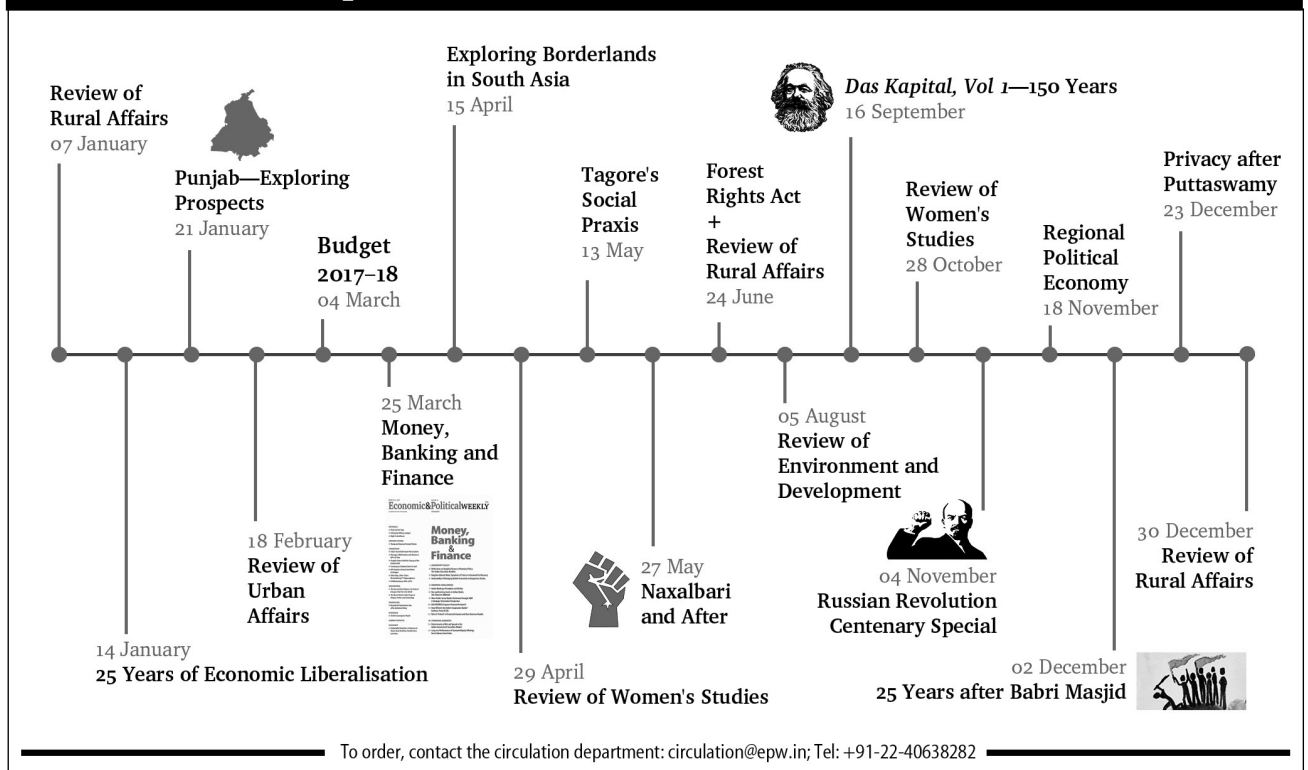 Review of
Rural Affairs
07 January
Punjab—Exploring
Prospects
21 January
Budget
2017–18
04 March
Exploring Borderlands
in South Asia
15 April
Tagore's
Social
Praxis
13 May
Forest
Rights Act
+
Review of
Rural Affairs
24 June
Das Kapital, Vol 1—150 Years
16 September
Review of
Women's
Studies
28 October
Regional
Political
Economy
18 November
Privacy after
Puttaswamy
23 December
14 January
25 Years of Economic Liberalisation
18 February
Review of
Urban
Affairs
25 March
Money,
Banking and
Finance
Economic&PoliticalWEEKLY
Money,
Banking
&
Finance
29 April
Review of Women's Studies
27 May
Naxalbari
and After
05 August
Review of
Environment and
Development
04 November
Russian Revolution
Centenary Special
02 December
25 Years after Babri Masjid
30 December
Review of
Rural Affairs
To order, contact the circulation department: circulation@epw.in; Tel: +91-22-40638282